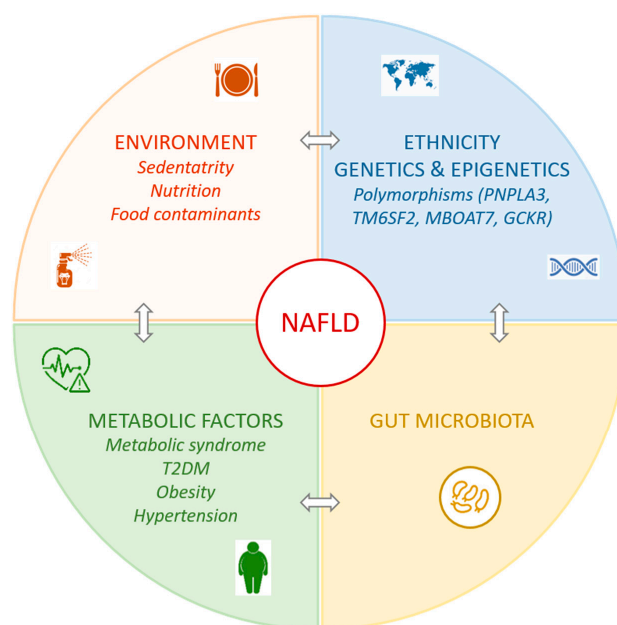 ENVIRONMENT
Sedentatrity
Nutrition
Food contaminants
ETHNICITY
GENETICS & EPIGENETICS
Polymorphisms (PNPLA3,
TM6SF2, MBOAT7, GCKR)
NAFLD
METABOLIC FACTORS
Metabolic syndrome
T2DM
Obesity
Hypertension
GUT MICROBIOTA